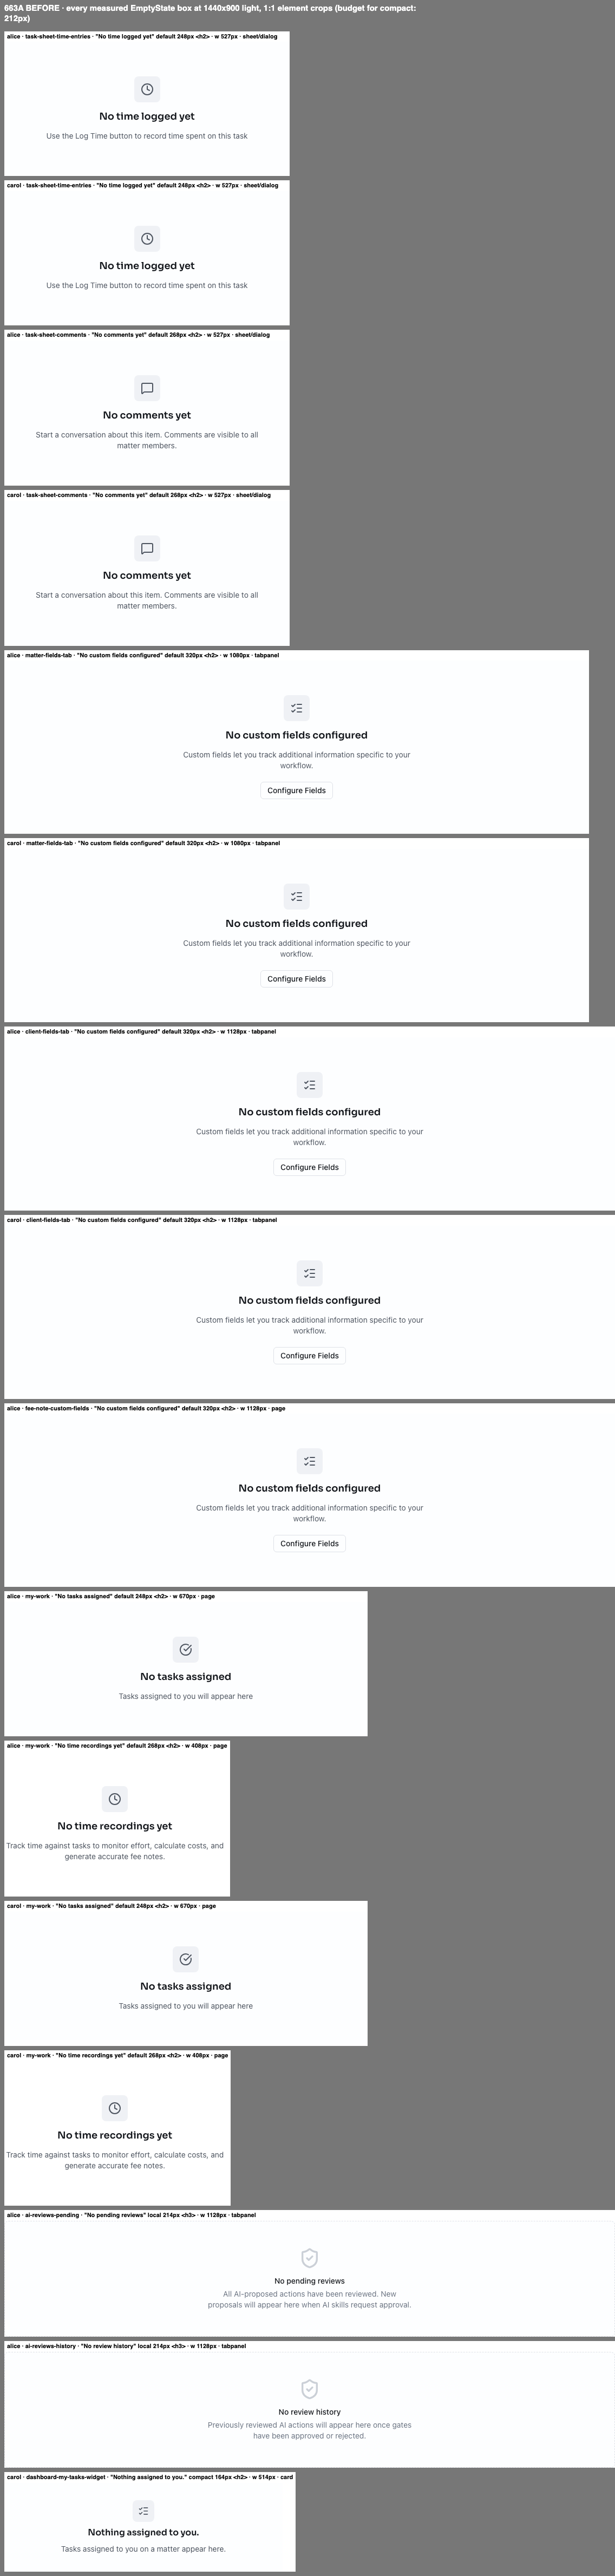 663A BEFORE · every measured EmptyState box at 1440x900 light, 1:1 element crops (budget for compact:
212px)
alice · task-sheet-time-entries · "No time logged yet" default 248px <h2> · w 527px · sheet/dialog
No time logged yet
Use the Log Time button to record time spent on this task
carol · task-sheet-time-entries · "No time logged yet" default 248px <h2> · w 527px · sheet/dialog
No time logged yet
Use the Log Time button to record time spent on this task
alice · task-sheet-comments · "No comments yet" default 268px <h2> · w 527px · sheet/dialog
No comments yet
Start a conversation about this item. Comments are visible to all
matter members.
carol · task-sheet-comments · "No comments yet" default 268px <h2> · w 527px · sheet/dialog
No comments yet
Start a conversation about this item. Comments are visible to all
matter members.
alice · matter-fields-tab · "No custom fields configured" default 320px <h2> · w 1080px · tabpanel
No custom fields configured
Custom fields let you track additional information specific to your
workflow.
Configure Fields
carol · matter-fields-tab · "No custom fields configured" default 320px <h2> · w 1080px · tabpanel
No custom fields configured
Custom fields let you track additional information specific to your
workflow.
Configure Fields
alice · client-fields-tab · "No custom fields configured" default 320px <h2> · w 1128px · tabpanel
No custom fields configured
Custom fields let you track additional information specific to your
workflow.
Configure Fields
carol · client-fields-tab · "No custom fields configured" default 320px <h2> · w 1128px · tabpanel
No custom fields configured
Custom fields let you track additional information specific to your
workflow.
Configure Fields
alice · fee-note-custom-fields · "No custom fields configured" default 320px <h2> · w 1128px · page
No custom fields configured
Custom fields let you track additional information specific to your
workflow.
Configure Fields
alice · my-work · "No tasks assigned" default 248px <h2> · w 670px · page
No tasks assigned
Tasks assigned to you will appear here
alice · my-work · "No time recordings yet" default 268px <h2> · w 408px · page
No time recordings yet
Track time against tasks to monitor effort, calculate costs, and
generate accurate fee notes.
carol · my-work · "No tasks assigned" default 248px <h2> · w 670px · page
No tasks assigned
Tasks assigned to you will appear here
carol · my-work · "No time recordings yet" default 268px <h2> · w 408px · page
No time recordings yet
Track time against tasks to monitor effort, calculate costs, and
generate accurate fee notes.
alice · ai-reviews-pending · "No pending reviews" local 214px <h3> · w 1128px · tabpanel
No pending reviews
All AI-proposed actions have been reviewed. New
proposals will appear here when AI skills request approval.
alice · ai-reviews-history · "No review history" local 214px <h3> · w 1128px · tabpanel
No review history
Previously reviewed AI actions will appear here once gates
have been approved or rejected.
carol · dashboard-my-tasks-widget · "Nothing assigned to you." compact 164px <h2> · w 514px · card
Nothing assigned to you.
Tasks assigned to you on a matter appear here.